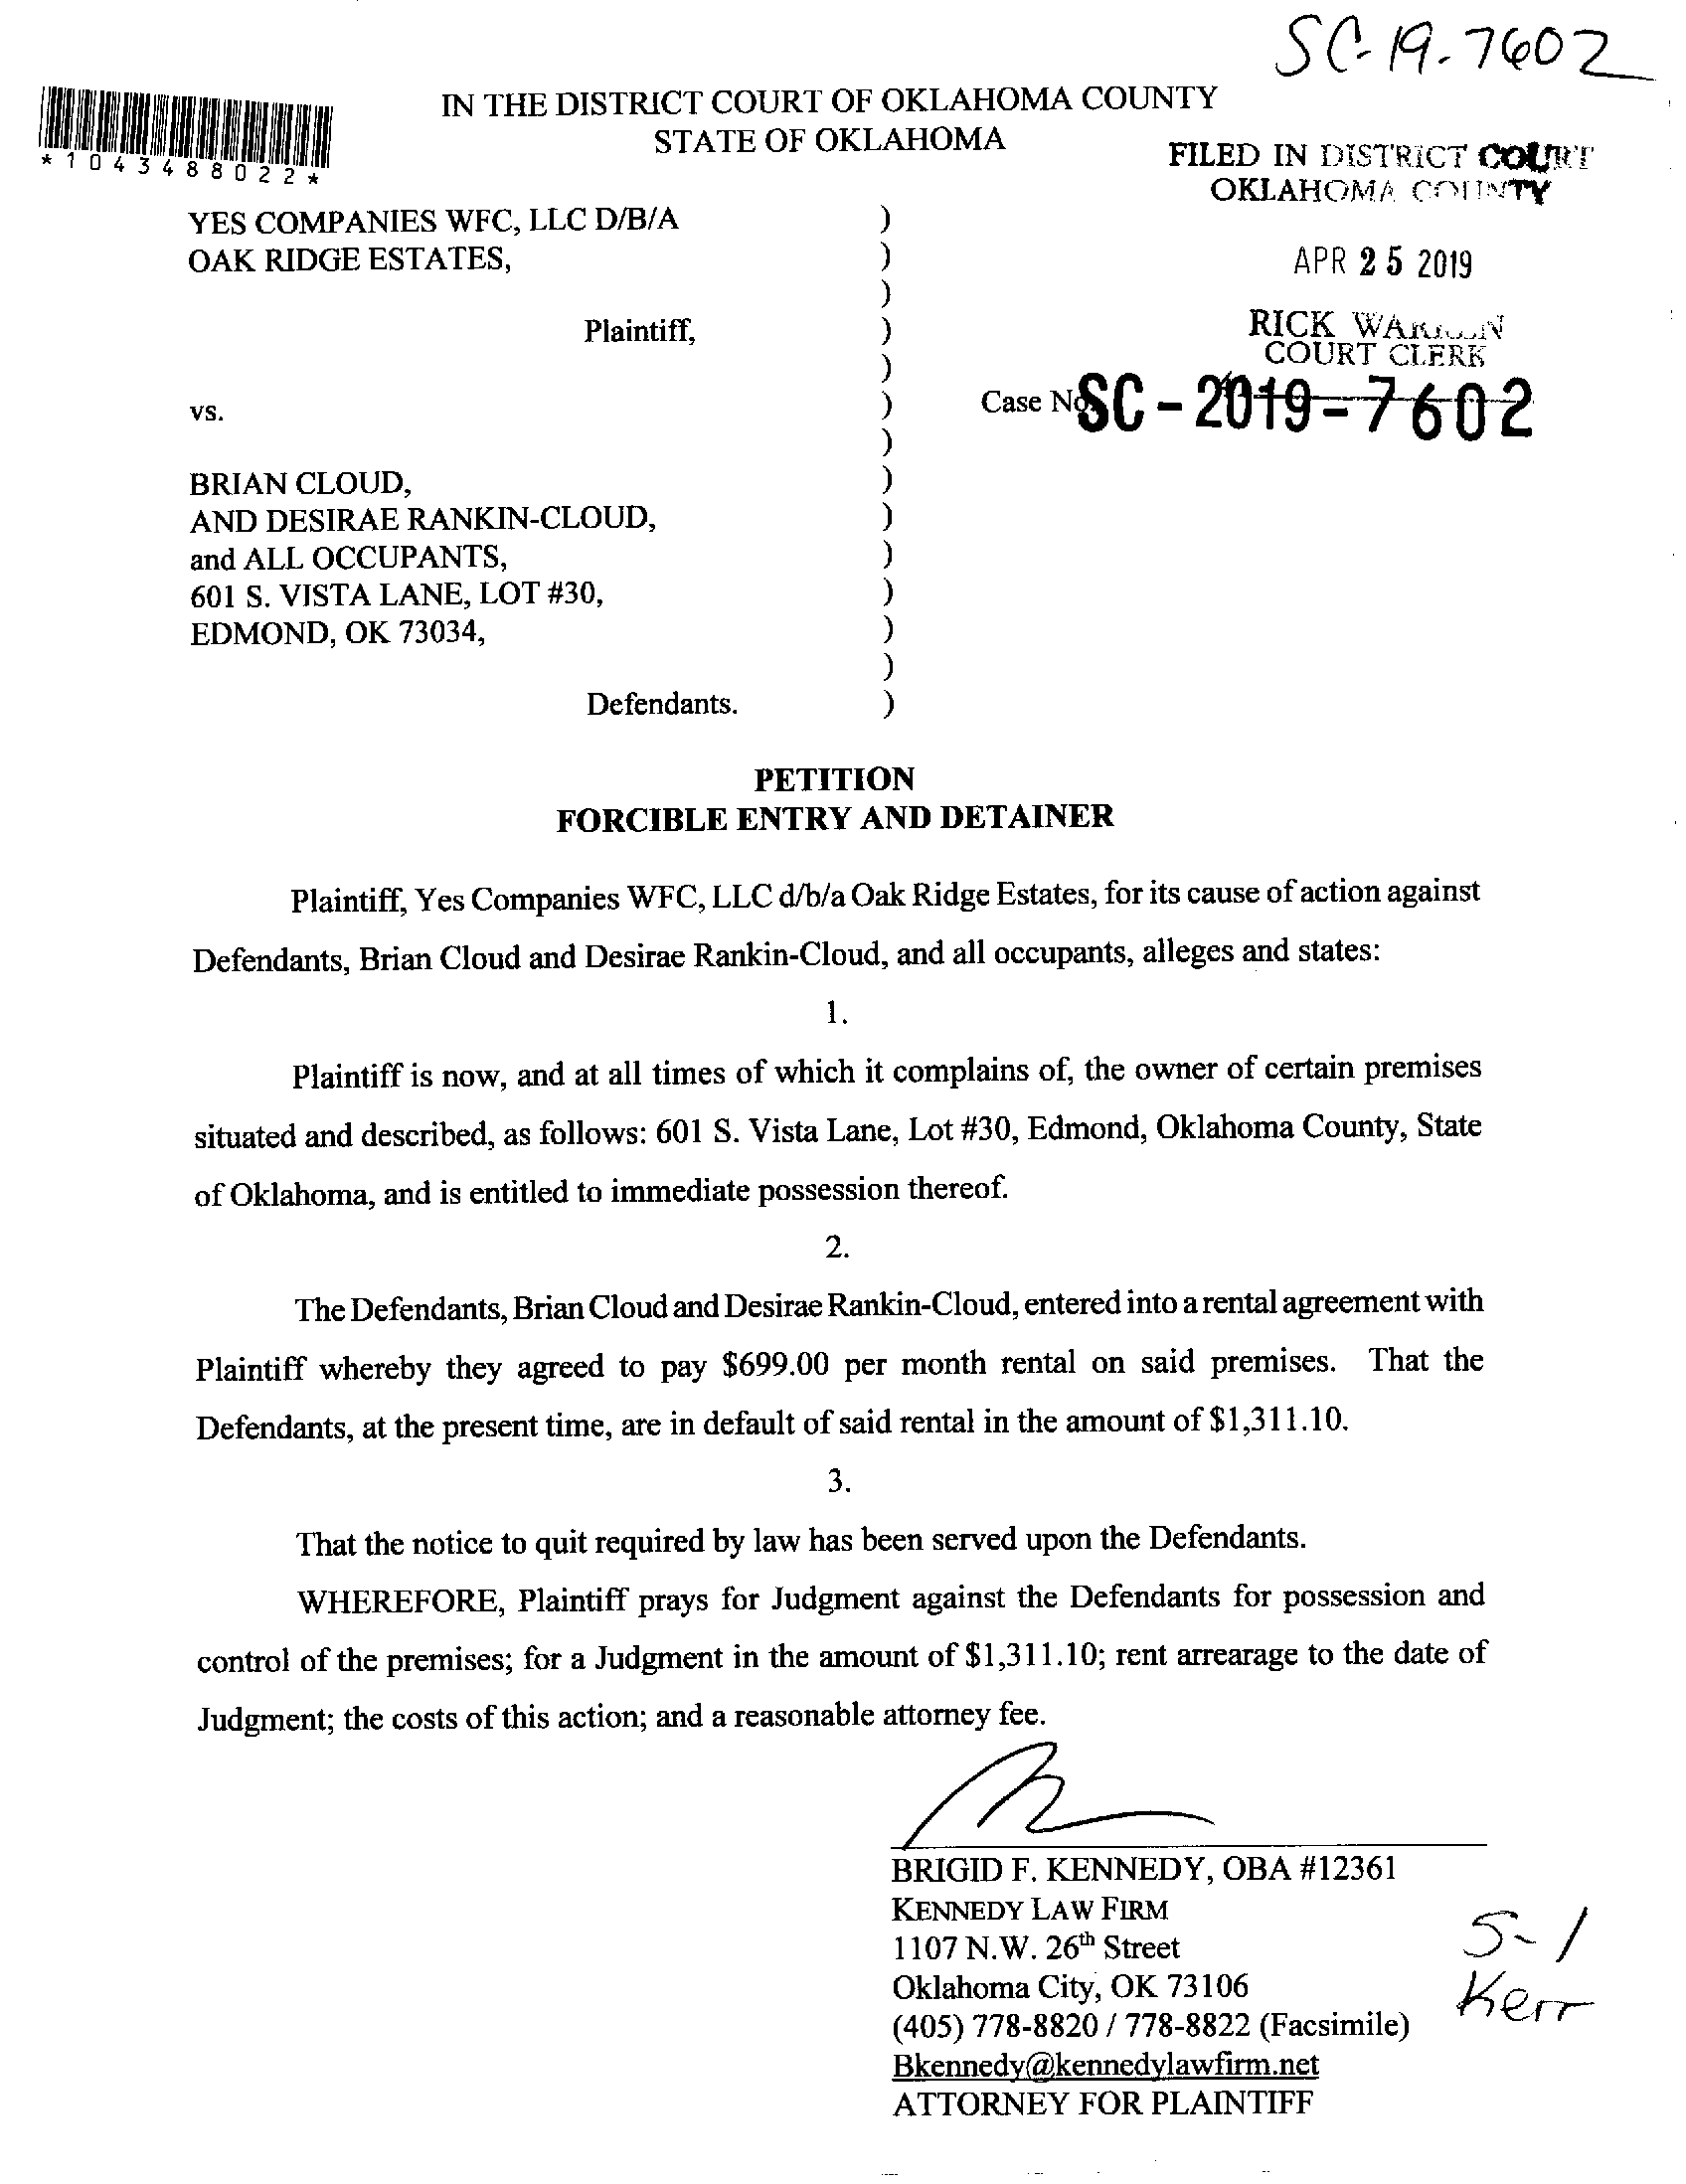 SC-19-7602
IN THE DISTRICT COURT OF OKLAHOMA COUNTY
STATE OF OKLAHOMA
*1043488022*
FILED IN DISTRICT COURT
OKLAHOMA COUNTY
YES COMPANIES WFC, LLC D/B/A )
OAK RIDGE ESTATES, )
APR 25 2019
)
Plaintiff, )
RICK WARREN
COURT CLERK
)
vs. )
Case No. SC-2019-7602
)
BRIAN CLOUD, )
AND DESIRAE RANKIN-CLOUD, )
and ALL OCCUPANTS, )
601 S. VISTA LANE, LOT #30, )
EDMOND, OK 73034, )
)
Defendants. )
PETITION
FORCIBLE ENTRY AND DETAINER
Plaintiff, Yes Companies WFC, LLC d/b/a Oak Ridge Estates, for its cause of action against
Defendants, Brian Cloud and Desirae Rankin-Cloud, and all occupants, alleges and states:
1.
Plaintiff is now, and at all times of which it complains of, the owner of certain premises
situated and described, as follows: 601 S. Vista Lane, Lot #30, Edmond, Oklahoma County, State
of Oklahoma, and is entitled to immediate possession thereof.
2.
The Defendants, Brian Cloud and Desirae Rankin-Cloud, entered into a rental agreement with
Plaintiff whereby they agreed to pay $699.00 per month rental on said premises. That the
Defendants, at the present time, are in default of said rental in the amount of $1,311.10.
3.
That the notice to quit required by law has been served upon the Defendants.
WHEREFORE, Plaintiff prays for Judgment against the Defendants for possession and
control of the premises; for a Judgment in the amount of $1,311.10; rent arrearage to the date of
Judgment; the costs of this action; and a reasonable attorney fee.
BRIGID F. KENNEDY, OBA #12361
KENNEDY LAW FIRM
1107 N.W. 26th Street
Oklahoma City, OK 73106
(405) 778-8820 / 778-8822 (Facsimile)
Bkennedy@kennedylawfirm.net
ATTORNEY FOR PLAINTIFF
5-1
Kerr